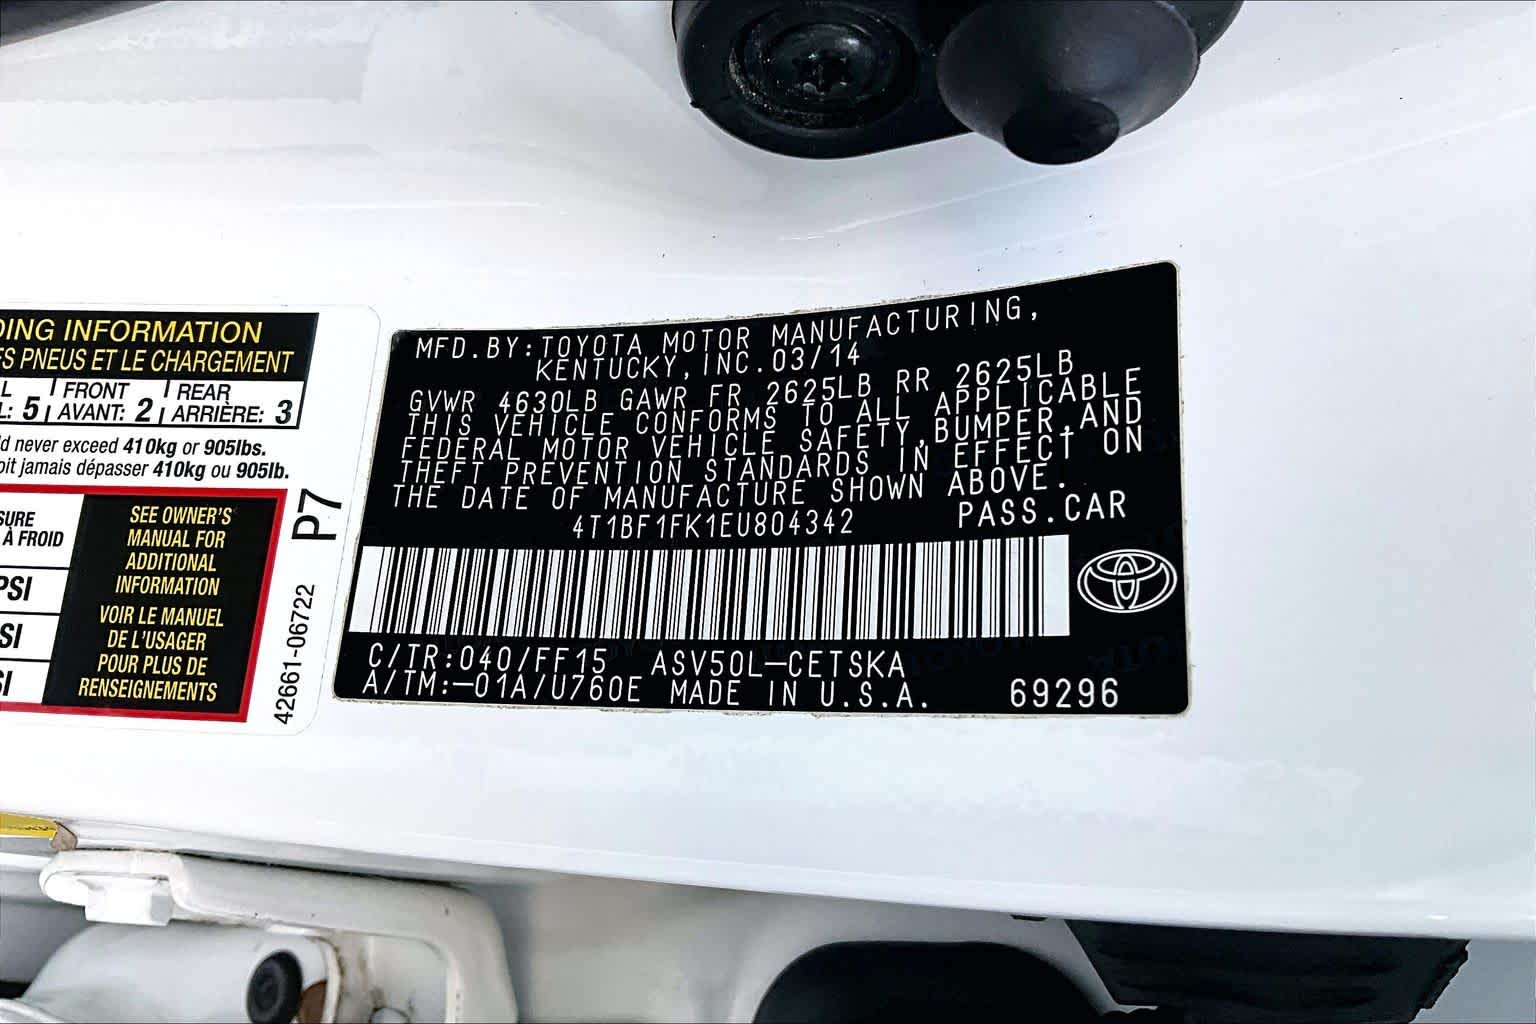 DING INFORMATION
ES PNEUS ET LE CHARGEMENT
L FRONT REAR
L: 5 AVANT: 2 ARRIÈRE: 3
ld never exceed 410kg or 905lbs.
oit jamais dépasser 410kg ou 905lb.
SURE
À FROID
PSI
SI
SI
SEE OWNER'S
MANUAL FOR
ADDITIONAL
INFORMATION
VOIR LE MANUEL
DE L'USAGER
POUR PLUS DE
RENSEIGNEMENTS
P7
42661-06722
MFD.BY:TOYOTA MOTOR MANUFACTURING,
KENTUCKY,INC.03/14
GVWR 4630LB GAWR FR 2625LB RR 2625LB
THIS VEHICLE CONFORMS TO ALL APPLICABLE
FEDERAL MOTOR VEHICLE SAFETY,BUMPER,AND
THEFT PREVENTION STANDARDS IN EFFECT ON
THE DATE OF MANUFACTURE SHOWN ABOVE.
4T1BF1FK1EU804342 PASS.CAR
C/TR:040/FF15 ASV50L-CETSKA
A/TM:-01A/U760E MADE IN U.S.A. 69296